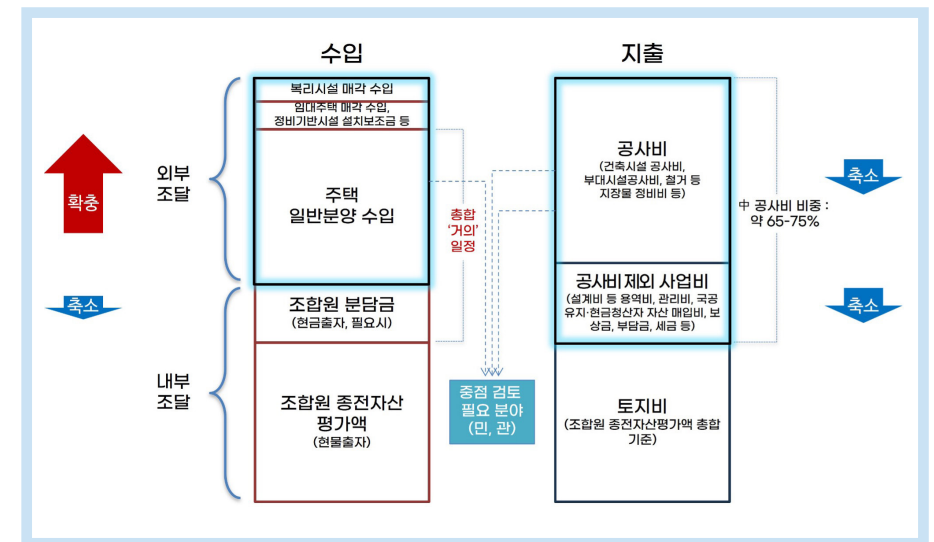 수입
지출
복리시설 매각 수입
임대주택 매각 수입,
정비기반시설 설치보조금 등
외부
조달
확충
주택
일반분양 수입
총합
'거의'
일정
공사비
(건축시설 공사비,
부대시설공사비, 철거 등
지장물 정비비 등)
축소
中 공사비 비중 :
약 65-75%
축소
조합원 분담금
(현금출자, 필요시)
공사비 제외 사업비
(설계비 등 용역비, 관리비, 국공
유지·현금청산자 자산 매입비, 보
상금, 부담금, 세금 등)
축소
내부
조달
조합원 종전자산
평가액
(현물출자)
중점 검토
필요 분야
(민, 관)
토지비
(조합원 종전자산평가액 총합
기준)